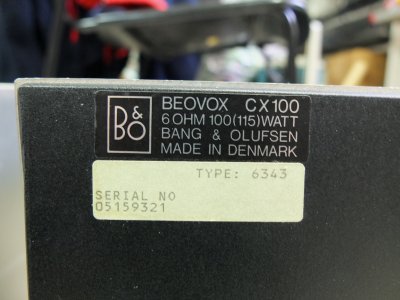 B&O
BEOVOX CX100
6 OHM 100(115)WATT
BANG & OLUFSEN
MADE IN DENMARK
TYPE: 6343
SERIAL NO
05159321